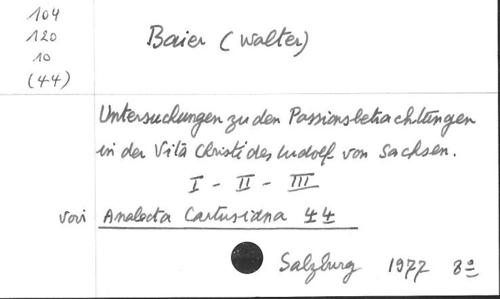 104
120
10
(44)
Baier (Walter)
Untersuchungen zu den Passionsbetrachtungen
in der Vita Christi des Ludolf von Sachsen.
I - II - III
voir Analecta Cartusiana 44
Salzburg 1977 8º